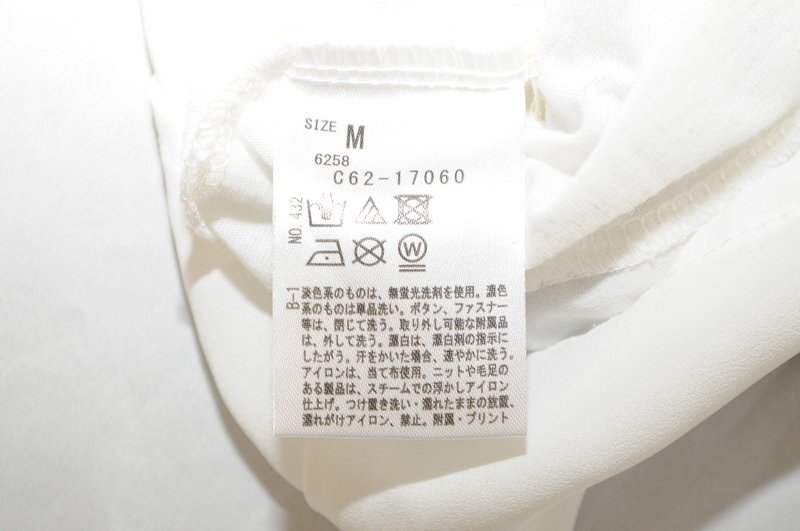 SIZE M
6258
C62-17060
NO.432
W
B-1
淡色系のものは、無蛍光洗剤を使用。濃色
系のものは単品洗い。ボタン、ファスナー
等は、閉じて洗う。取り外し可能な附属品
は、外して洗う。漂白は、漂白剤の指示に
したがう。汗をかいた場合、速やかに洗う。
アイロンは、当て布使用。ニットや毛足の
ある製品は、スチームでの浮かしアイロン
仕上げ。つけ置き洗い・濡れたままの放置、
濡れがけアイロン、禁止。附属・プリント